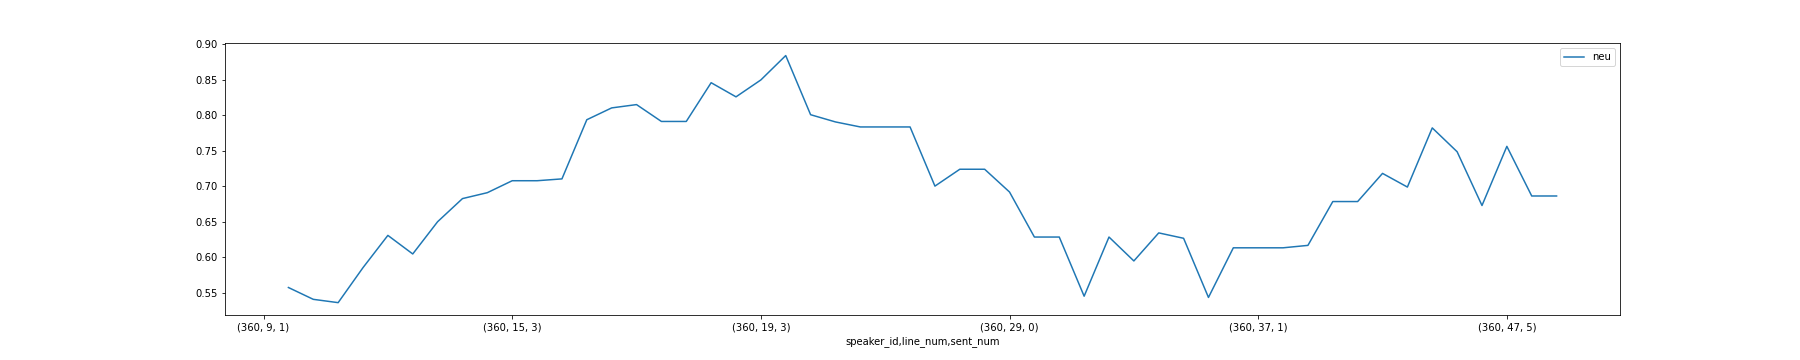 0.90
0.85
0.80
0.75
0.70
0.65
0.60
0.55
neu
(360, 9, 1) (360, 15, 3) (360, 19, 3) (360, 29, 0) (360, 37, 1) (360, 47, 5)
speaker_id,line_num,sent_num